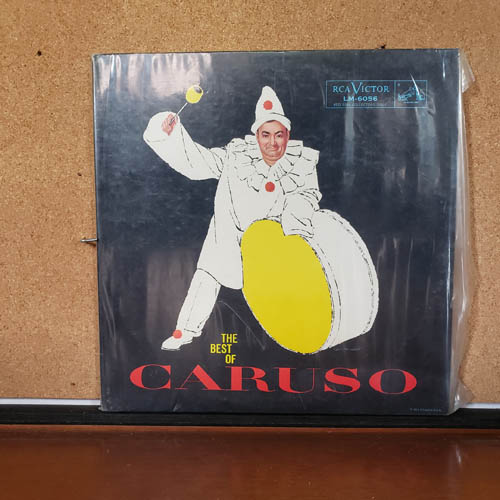 RCA VICTOR
LM-6056
THE
BEST
OF
CARUSO